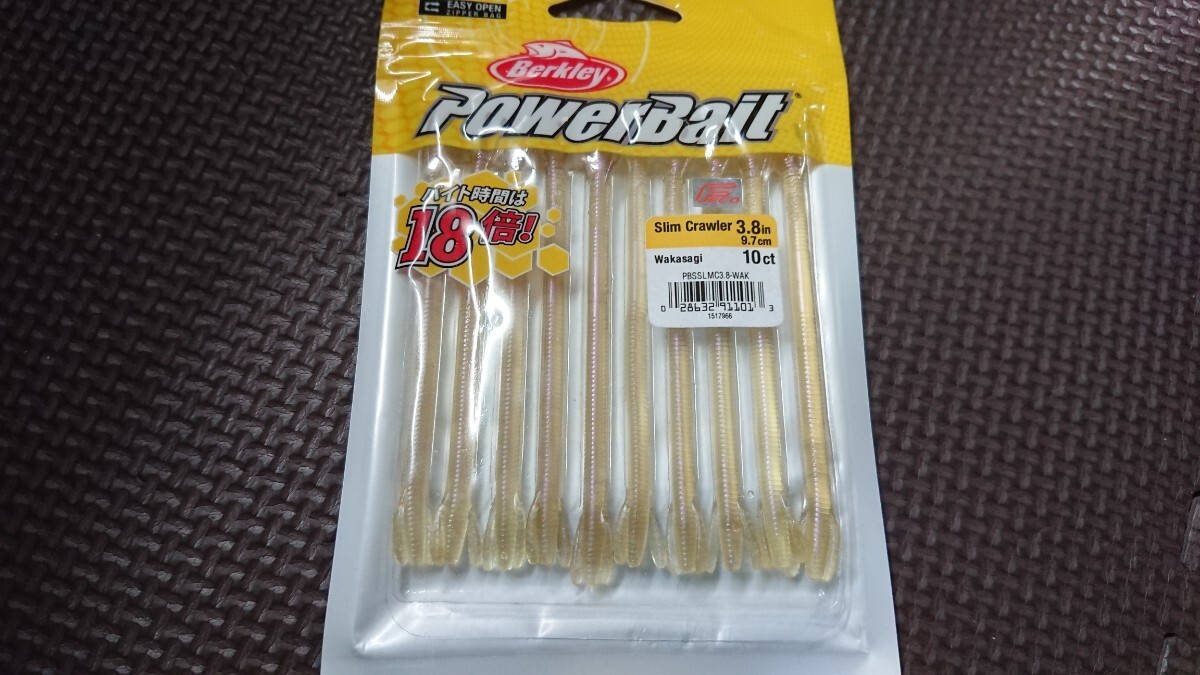 EASY OPEN
ZIPPER BAG
Berkley
PowerBait
バイト時間は
18倍!
Feco
Slim Crawler 3.8in
9.7cm
Wakasagi 10ct
PBSSLMC3.8-WAK
0 28632 91101 3
1517966